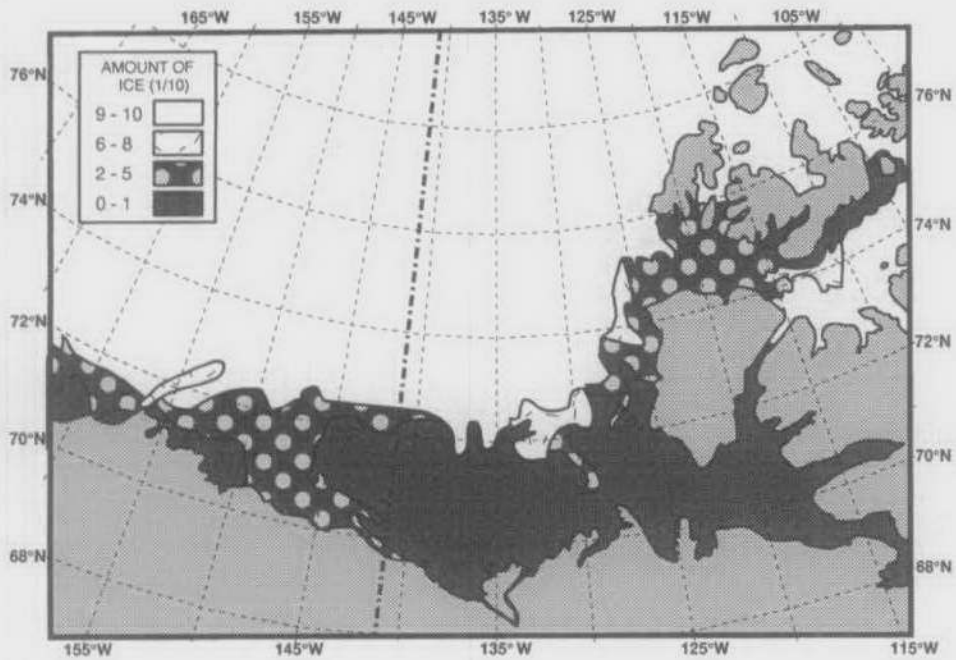 165°W 155°W 145°W 135°W 125°W 115°W 105°W
76°N
74°N
72°N
70°N
68°N
AMOUNT OF
ICE (1/10)
9 - 10
6 - 8
2 - 5
0 - 1
76°N
74°N
72°N
70°N
68°N
155°W 145°W 135°W 125°W 115°W